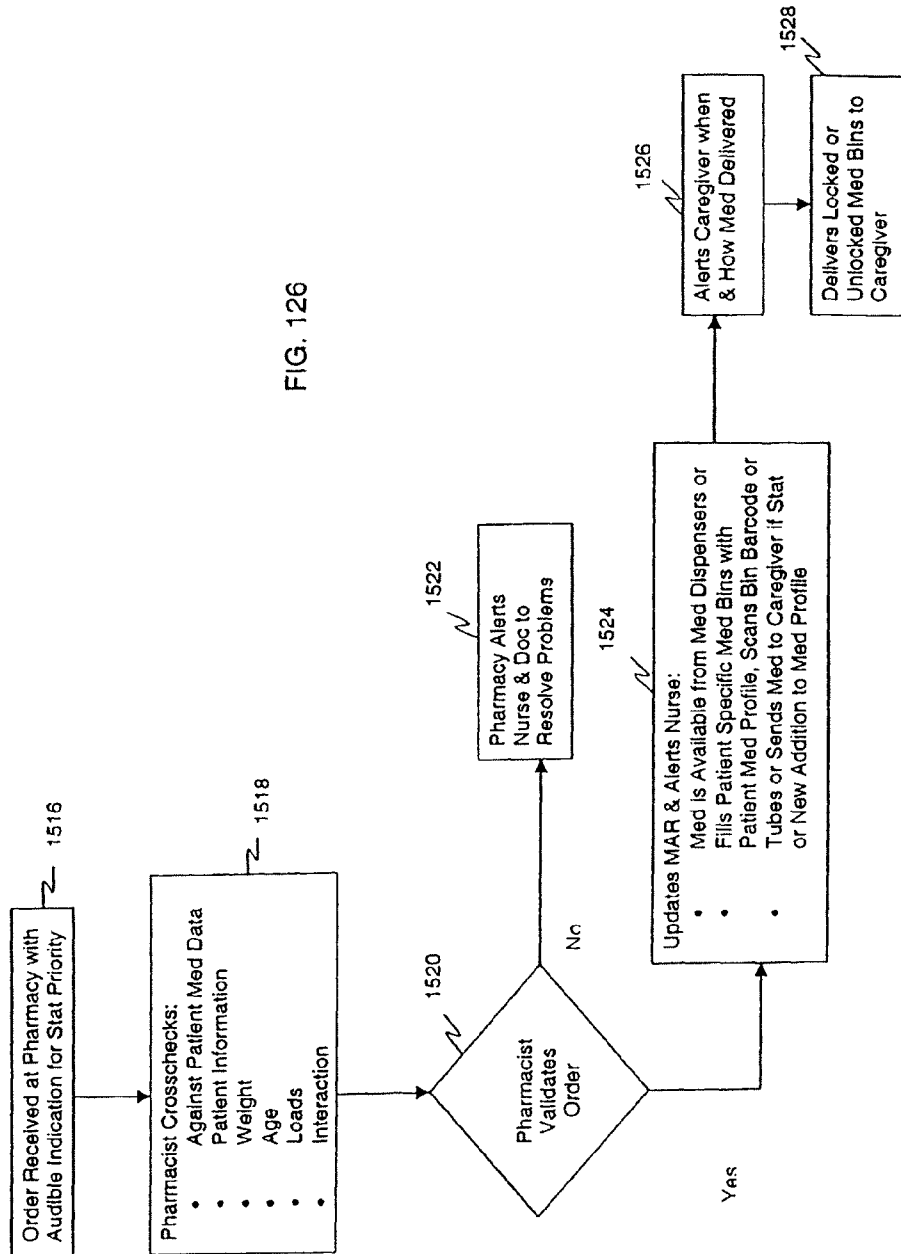 Order Received at Pharmacy with
Audible Indication for Stat Priority
1516
Pharmacist Crosschecks:
• Against Patient Med Data
• Patient Information
• Weight
• Age
• Loads
• Interaction
1518
FIG. 126
Pharmacist
Validates
Order
1520
No
Yes
Pharmacy Alerts
Nurse & Doc to
Resolve Problems
1522
Updates MAR & Alerts Nurse:
• Med is Available from Med Dispensers or
• Fills Patient Specific Med Bins with
Patient Med Profile, Scans Bin Barcode or
• Tubes or Sends Med to Caregiver if Stat
or New Addition to Med Profile
1524
Alerts Caregiver when
& How Med Delivered
1526
Delivers Locked or
Unlocked Med Bins to
Caregiver
1528